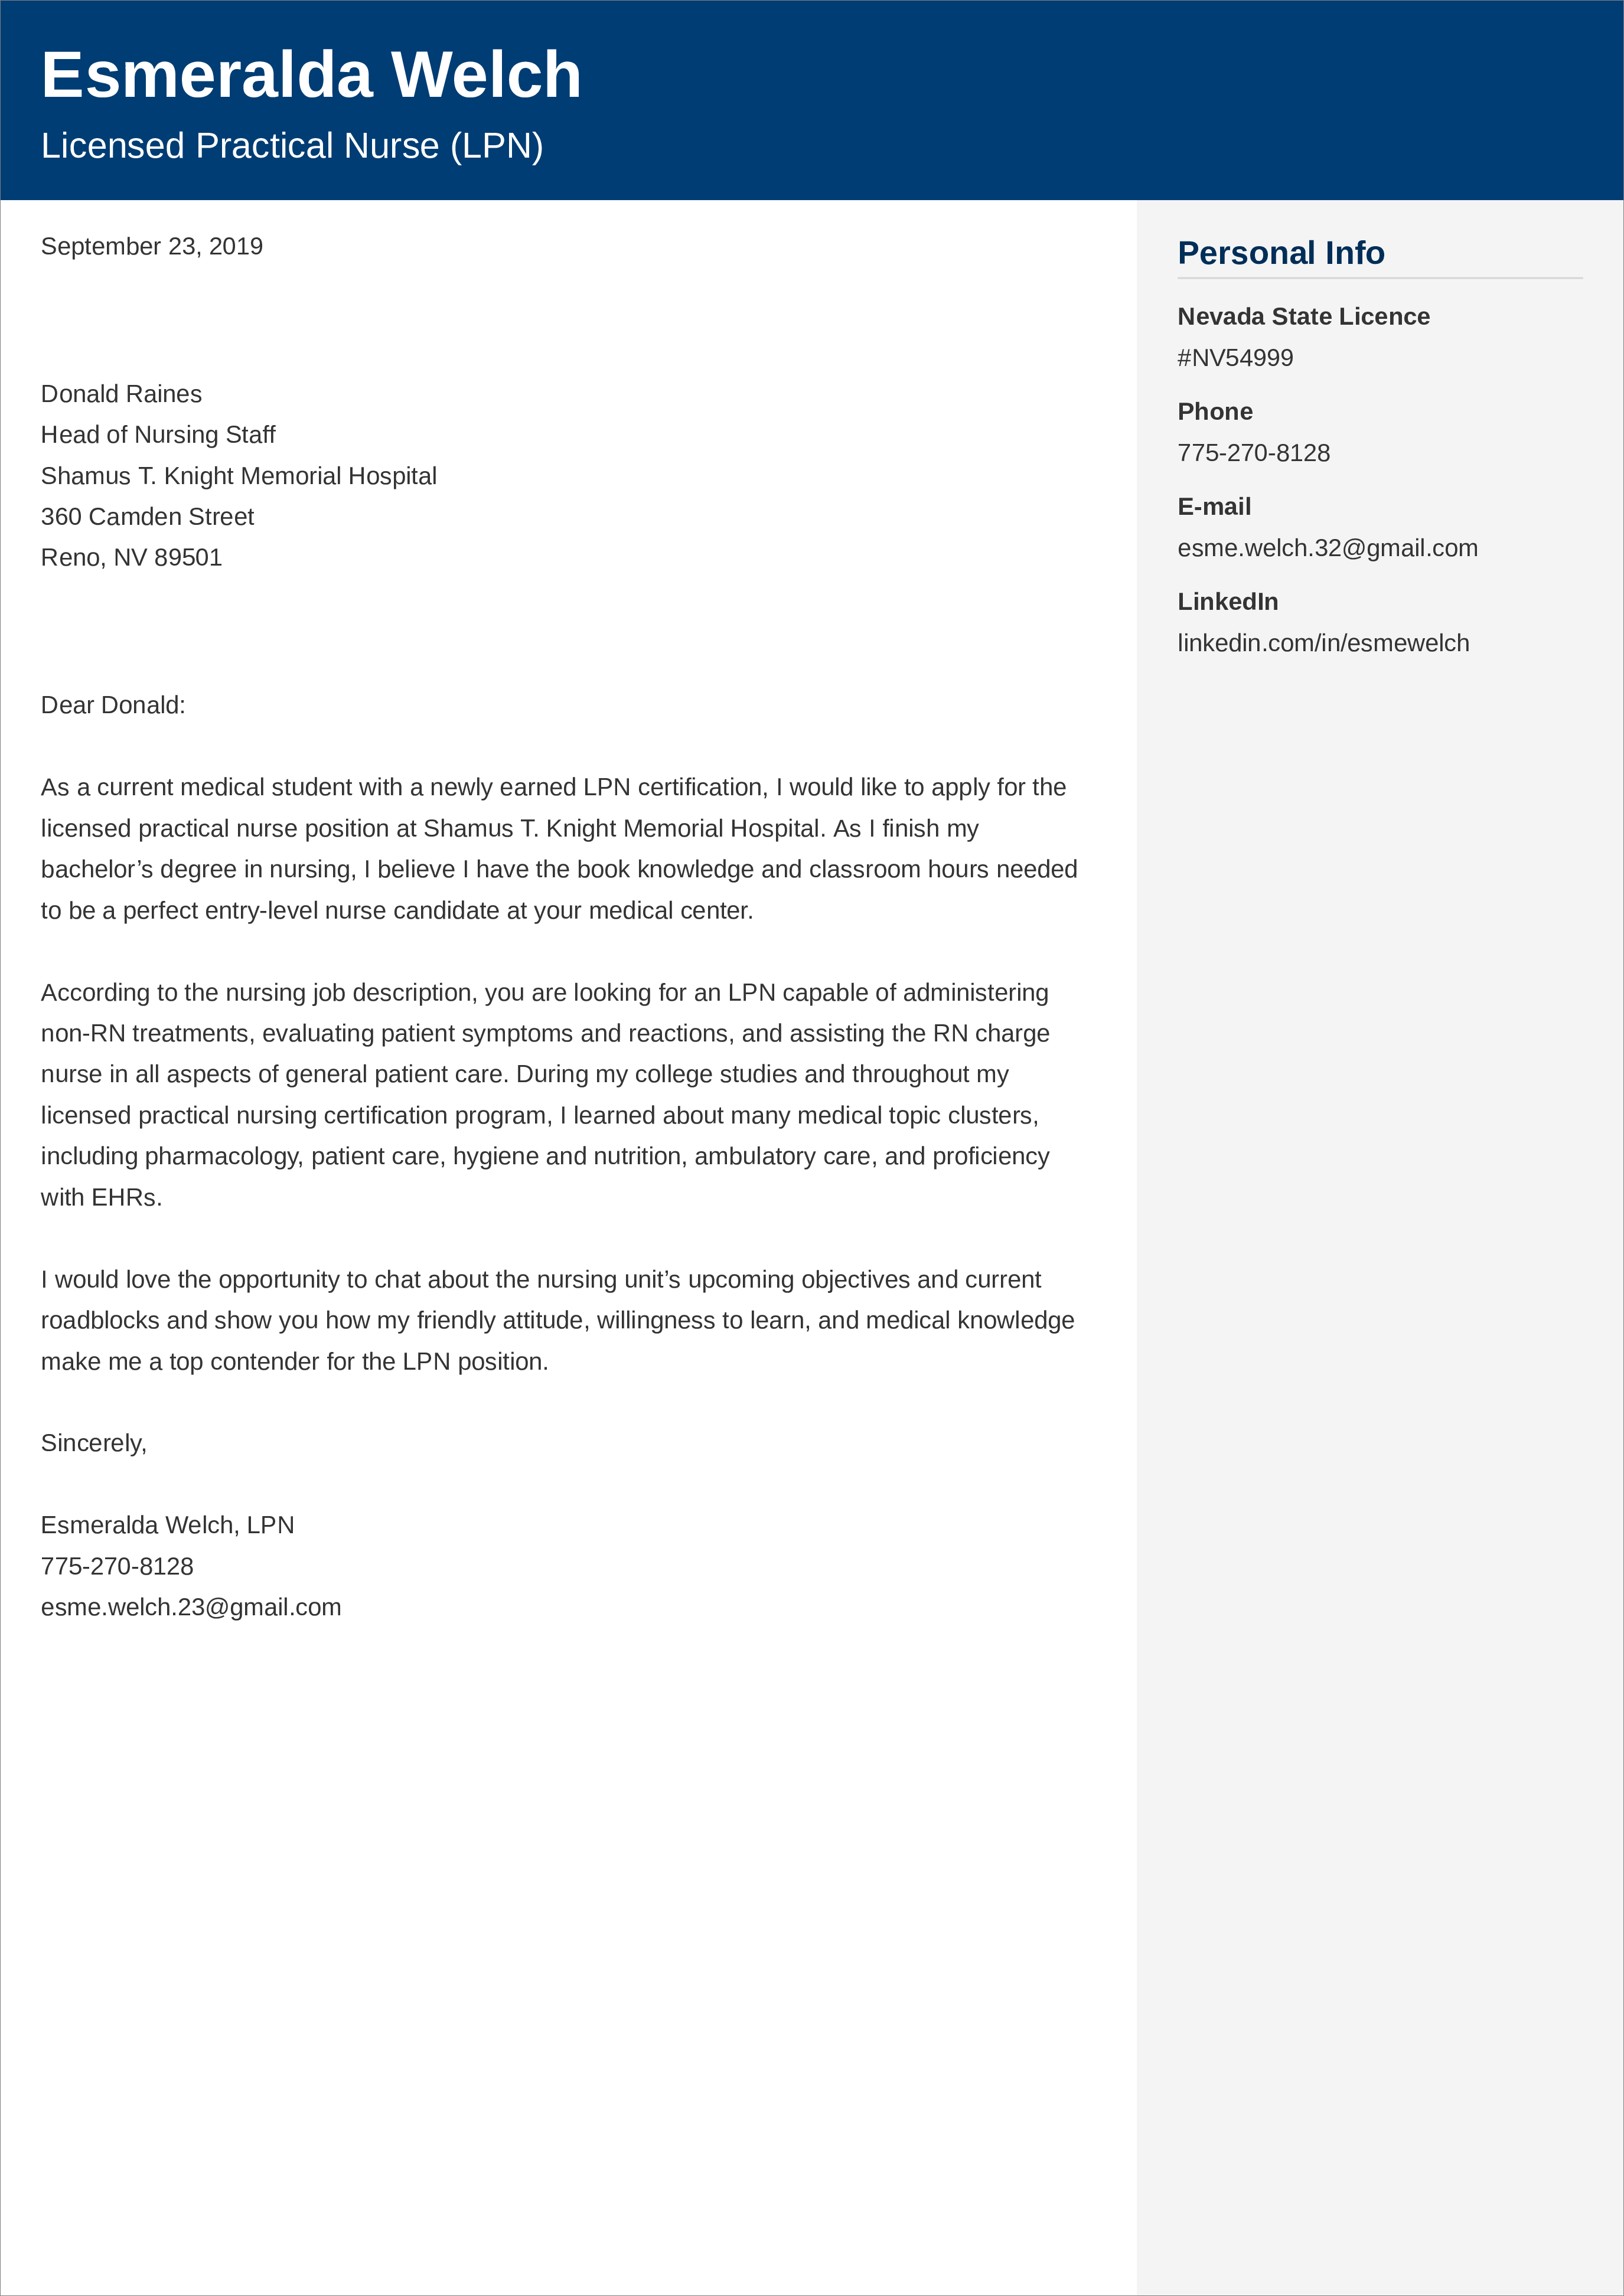 Esmeralda Welch
Licensed Practical Nurse (LPN)
September 23, 2019
Donald Raines
Head of Nursing Staff
Shamus T. Knight Memorial Hospital
360 Camden Street
Reno, NV 89501
Dear Donald:
As a current medical student with a newly earned LPN certification, I would like to apply for the
licensed practical nurse position at Shamus T. Knight Memorial Hospital. As I finish my
bachelor’s degree in nursing, I believe I have the book knowledge and classroom hours needed
to be a perfect entry-level nurse candidate at your medical center.
According to the nursing job description, you are looking for an LPN capable of administering
non-RN treatments, evaluating patient symptoms and reactions, and assisting the RN charge
nurse in all aspects of general patient care. During my college studies and throughout my
licensed practical nursing certification program, I learned about many medical topic clusters,
including pharmacology, patient care, hygiene and nutrition, ambulatory care, and proficiency
with EHRs.
I would love the opportunity to chat about the nursing unit’s upcoming objectives and current
roadblocks and show you how my friendly attitude, willingness to learn, and medical knowledge
make me a top contender for the LPN position.
Sincerely,
Esmeralda Welch, LPN
775-270-8128
esme.welch.23@gmail.com
Personal Info
Nevada State Licence
#NV54999
Phone
775-270-8128
E-mail
esme.welch.32@gmail.com
LinkedIn
linkedin.com/in/esmewelch